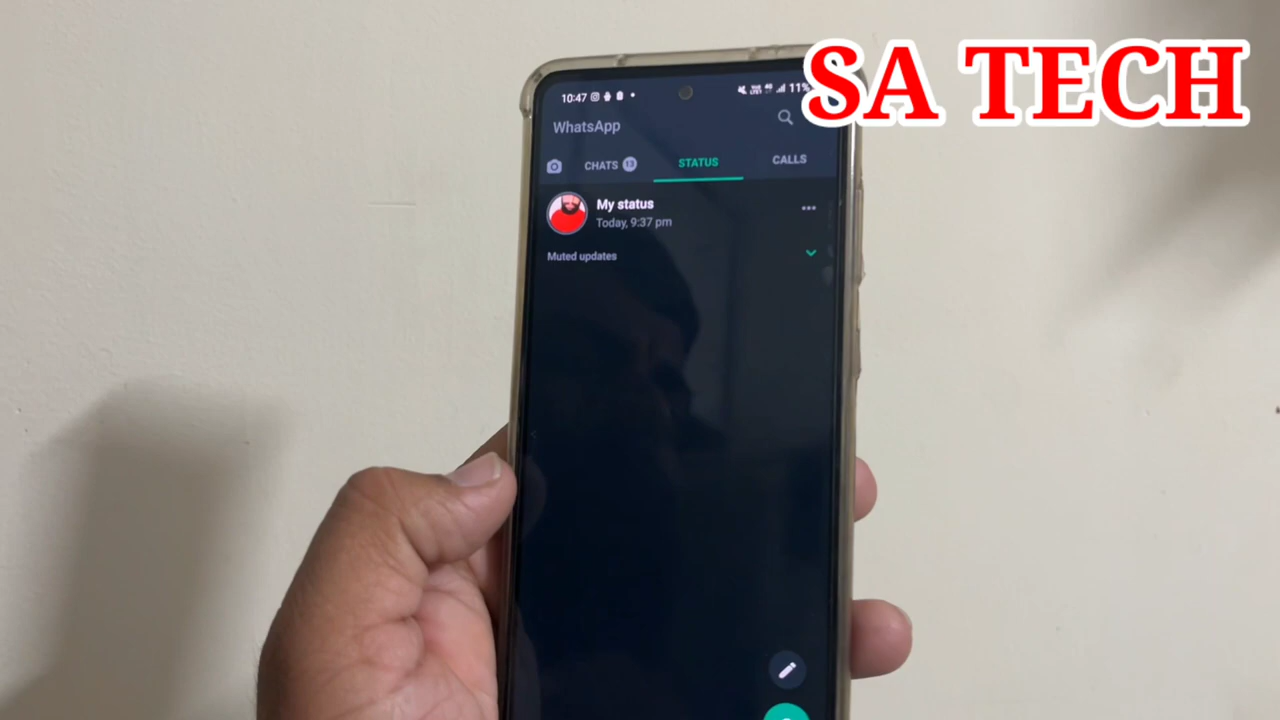 SA TECH
10:47 11%
WhatsApp
CHATS 13 STATUS CALLS
My status
Today, 9:37 pm
Muted updates